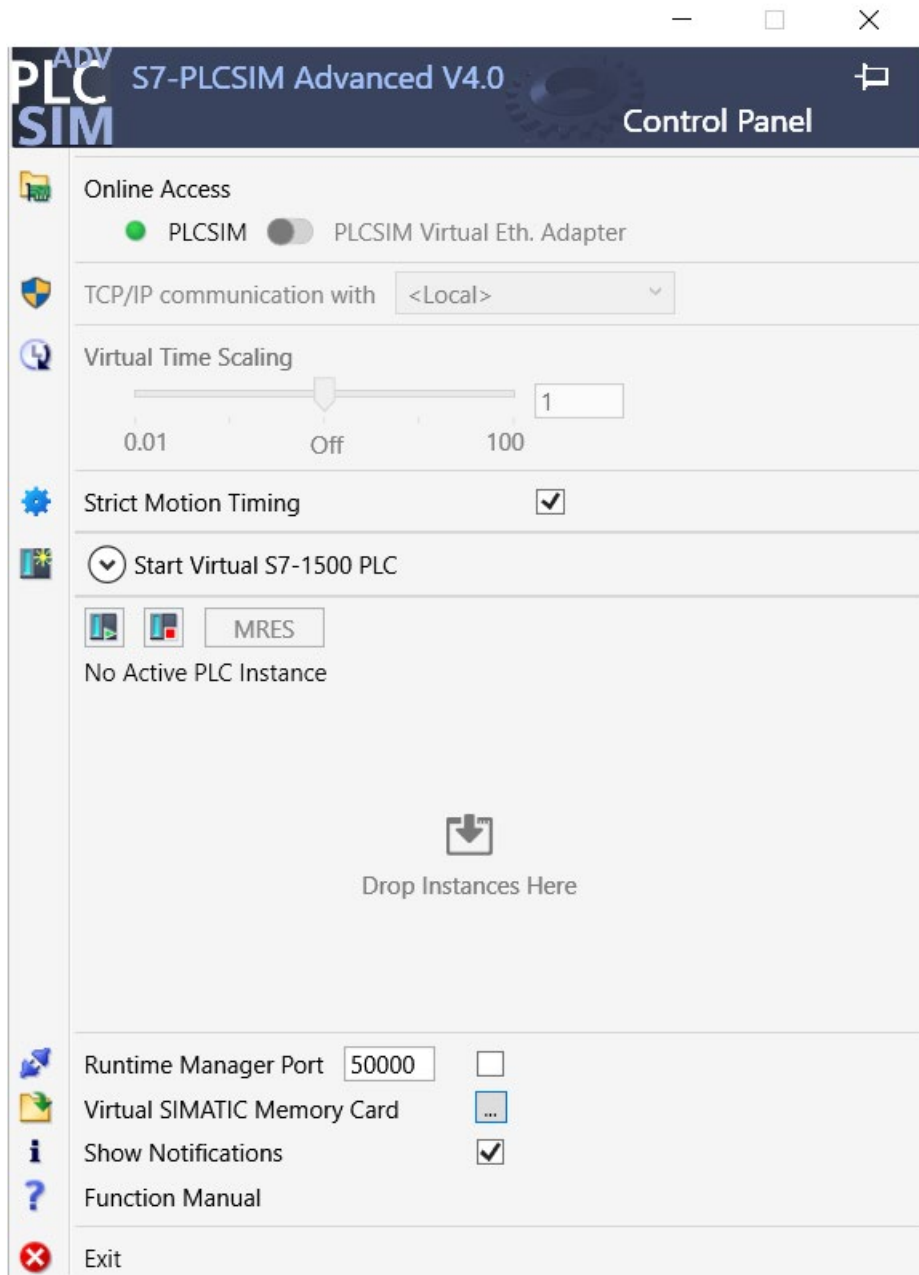 ADV
PLC
SIM
S7-PLCSIM Advanced V4.0
Control Panel
Online Access
PLCSIM PLCSIM Virtual Eth. Adapter
TCP/IP communication with <Local>
Virtual Time Scaling
1
0.01 Off 100
Strict Motion Timing
Start Virtual S7-1500 PLC
MRES
No Active PLC Instance
Drop Instances Here
Runtime Manager Port 50000
Virtual SIMATIC Memory Card ...
Show Notifications
Function Manual
Exit